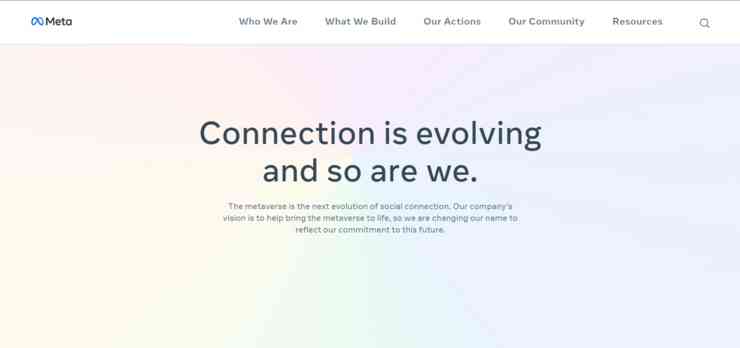 Meta
Who We Are
What We Build
Our Actions
Our Community
Resources
Connection is evolving
and so are we.
The metaverse is the next evolution of social connection. Our company's
vision is to help bring the metaverse to life, so we are changing our name to
reflect our commitment to this future.